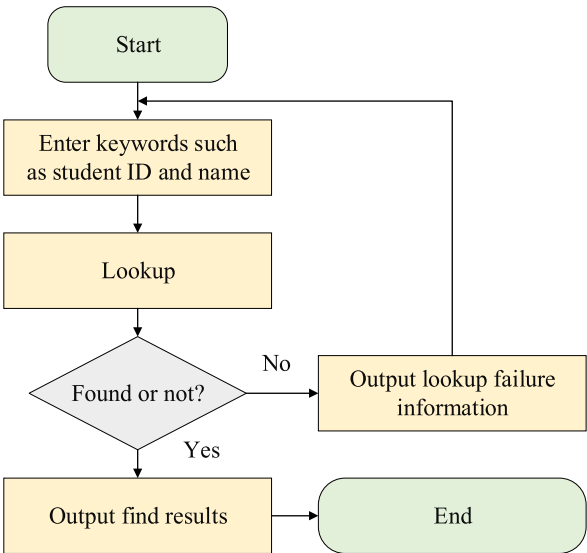 Start
Enter keywords such
as student ID and name
Lookup
Found or not?
No
Output lookup failure
information
Yes
Output find results
End